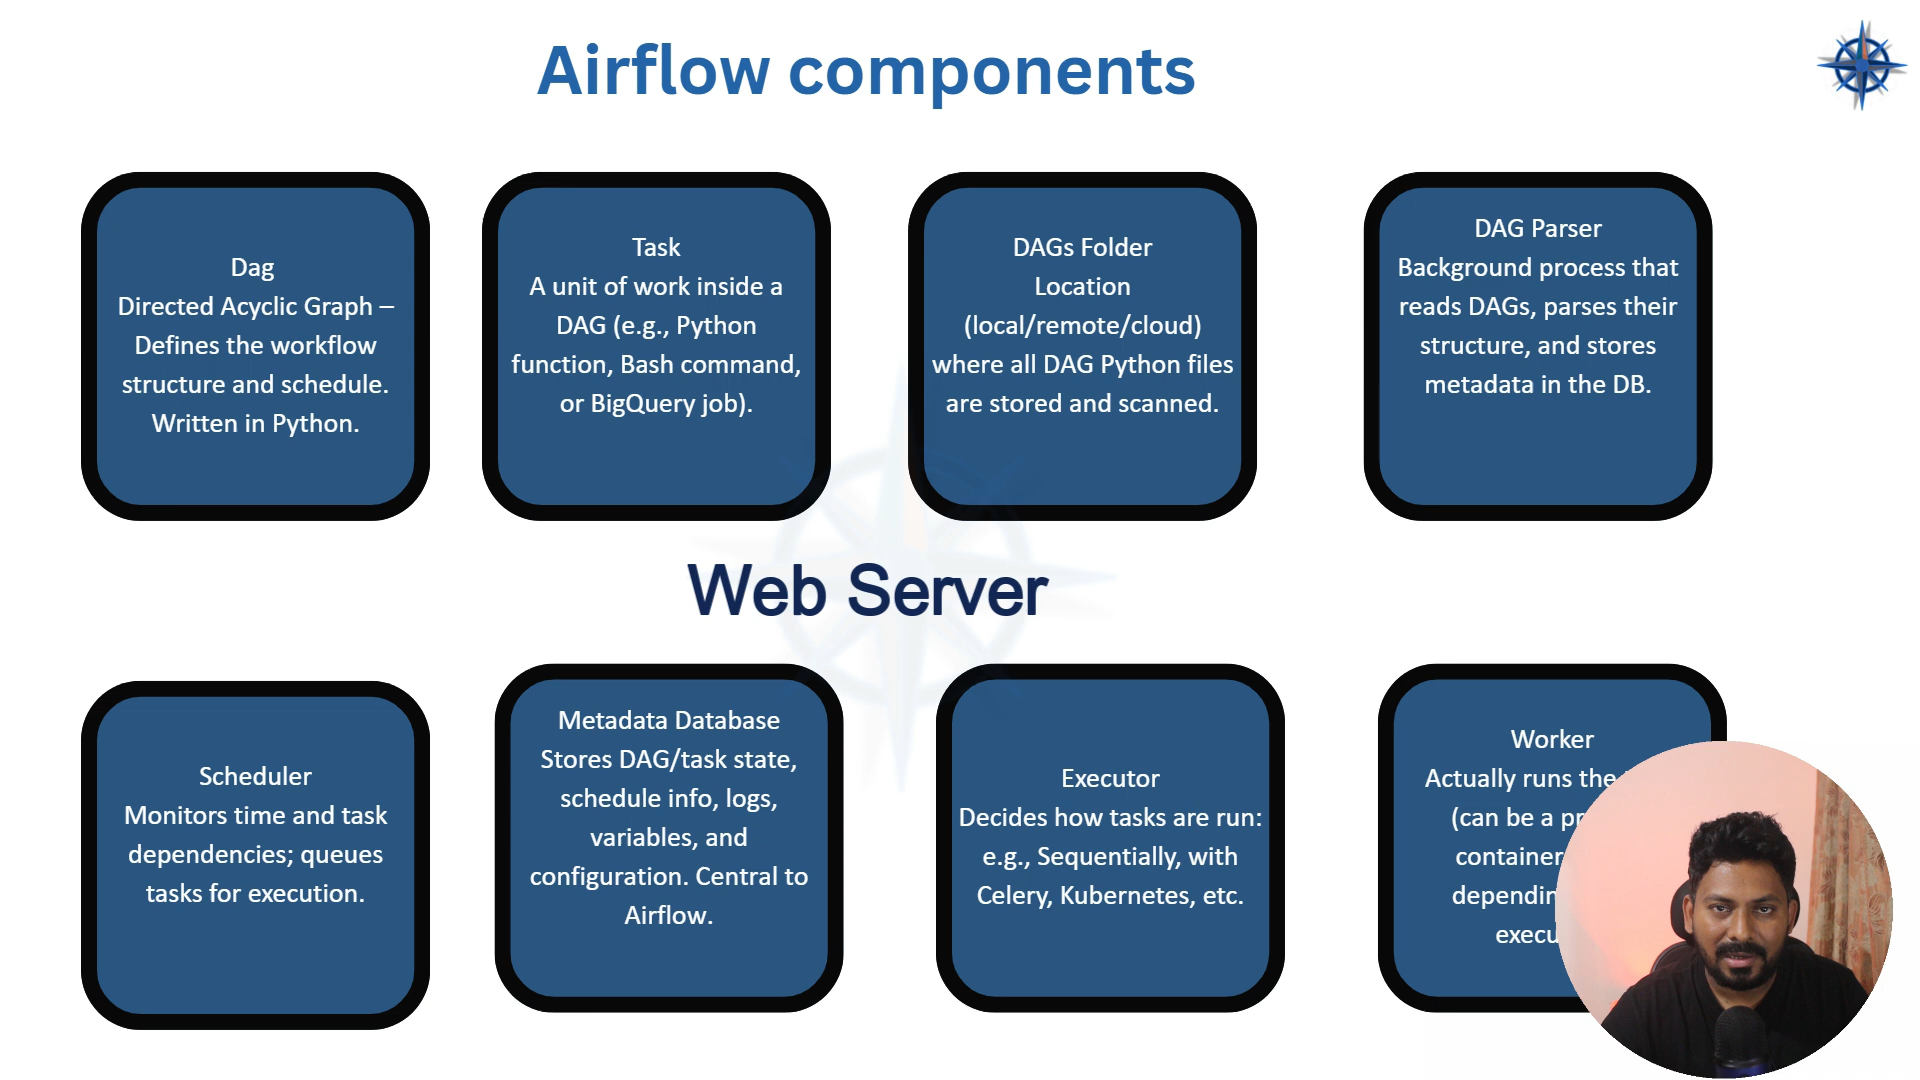 Airflow components
Dag
Directed Acyclic Graph –
Defines the workflow
structure and schedule.
Written in Python.
Task
A unit of work inside a
DAG (e.g., Python
function, Bash command,
or BigQuery job).
DAGs Folder
Location
(local/remote/cloud)
where all DAG Python files
are stored and scanned.
DAG Parser
Background process that
reads DAGs, parses their
structure, and stores
metadata in the DB.
Web Server
Scheduler
Monitors time and task
dependencies; queues
tasks for execution.
Metadata Database
Stores DAG/task state,
schedule info, logs,
variables, and
configuration. Central to
Airflow.
Executor
Decides how tasks are run:
e.g., Sequentially, with
Celery, Kubernetes, etc.
Worker
Actually runs the
(can be a
container